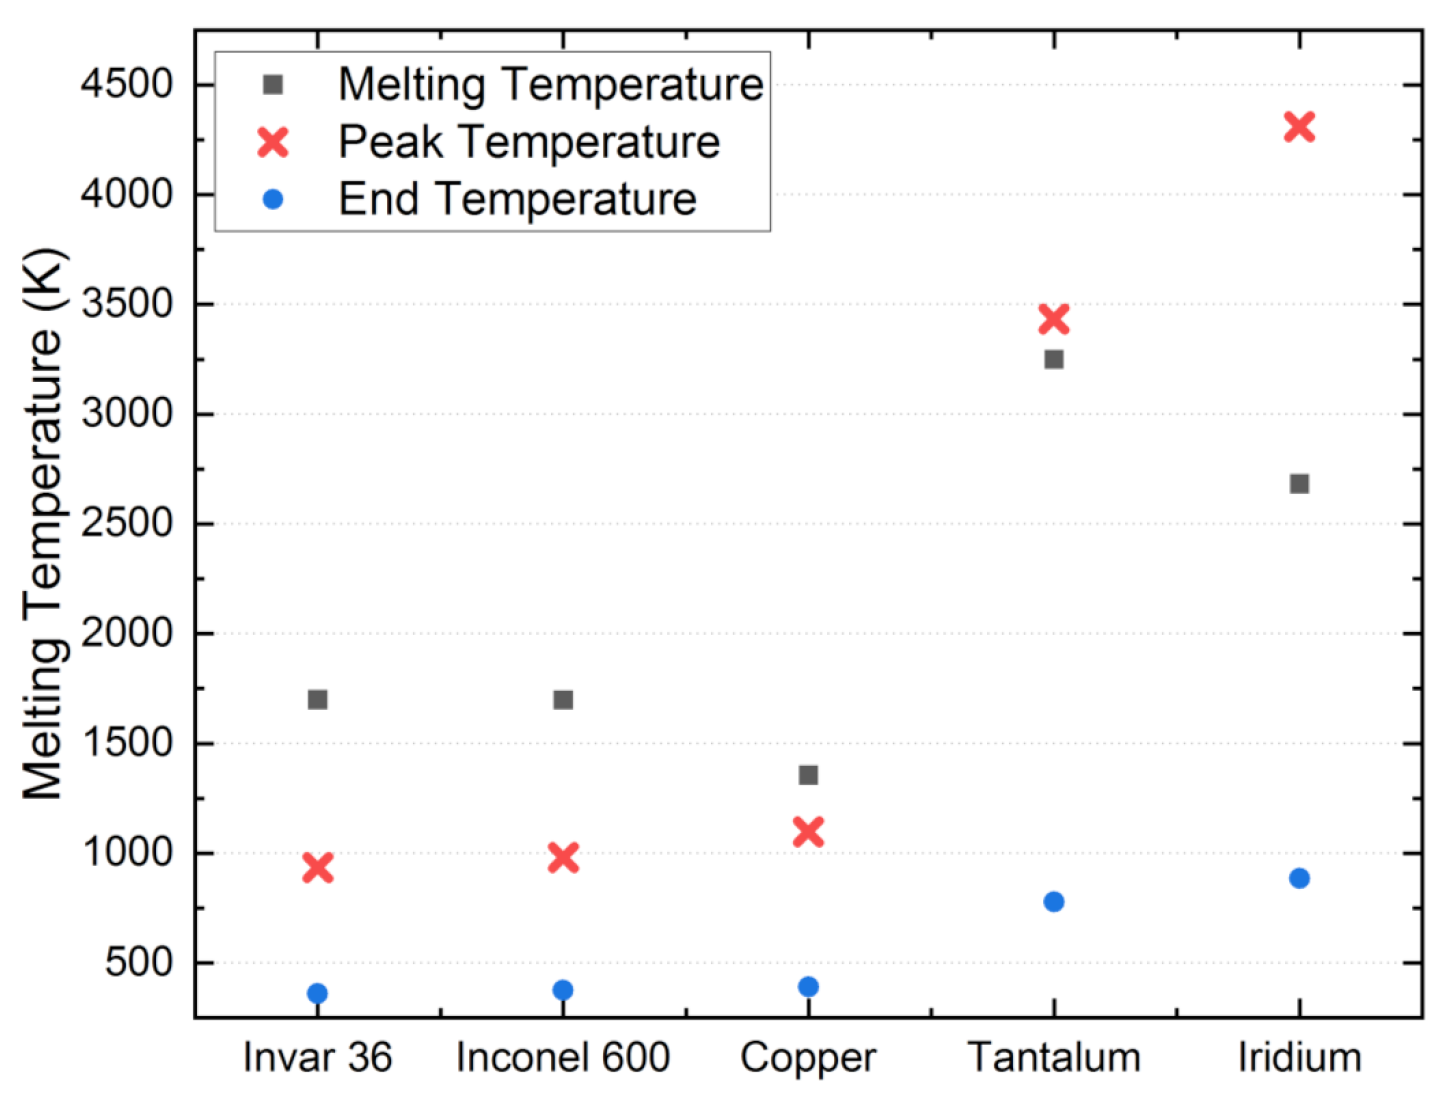 Melting Temperature
Peak Temperature
End Temperature
Melting Temperature (K)
4500
4000
3500
3000
2500
2000
1500
1000
500
Invar 36
Inconel 600
Copper
Tantalum
Iridium